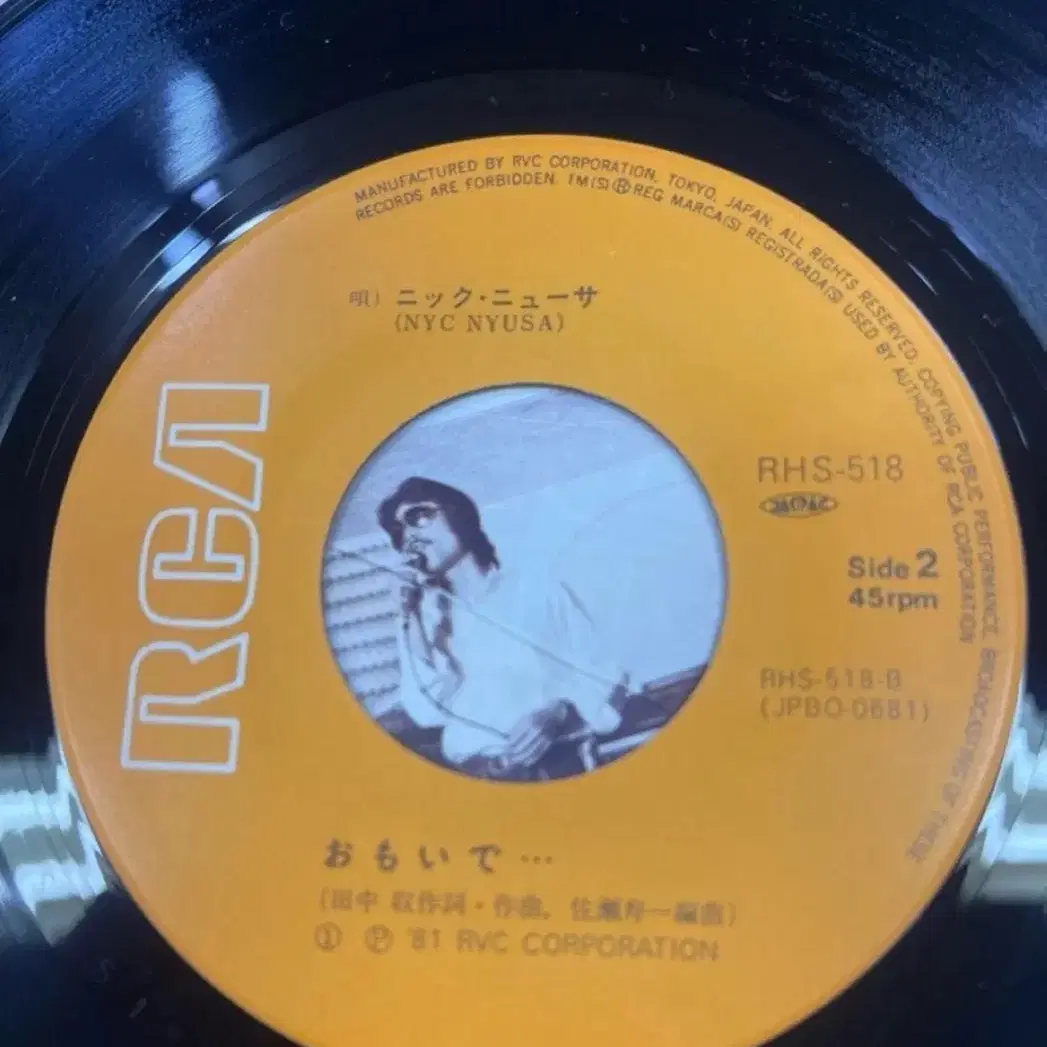 MANUFACTURED BY RVC CORPORATION, TOKYO, JAPAN. ALL RIGHTS RESERVED. COPYING PUBLIC PERFORMANCE, BROADCASTING OF THESE
RECORDS ARE FORBIDDEN. TM(S)®REG MARCA(S) REGISTRADA(S) USED BY AUTHORITY OF RCA CORPORATION
唄) ニック・ニューサ
(NYC NYUSA)
RCA
RHS-518
Side 2
45rpm
RHS-518-B
(JPBO-0681)
おもいで…
(田中 収作詞・作曲, 佐瀬寿一編曲)
Ⓟ '81 RVC CORPORATION